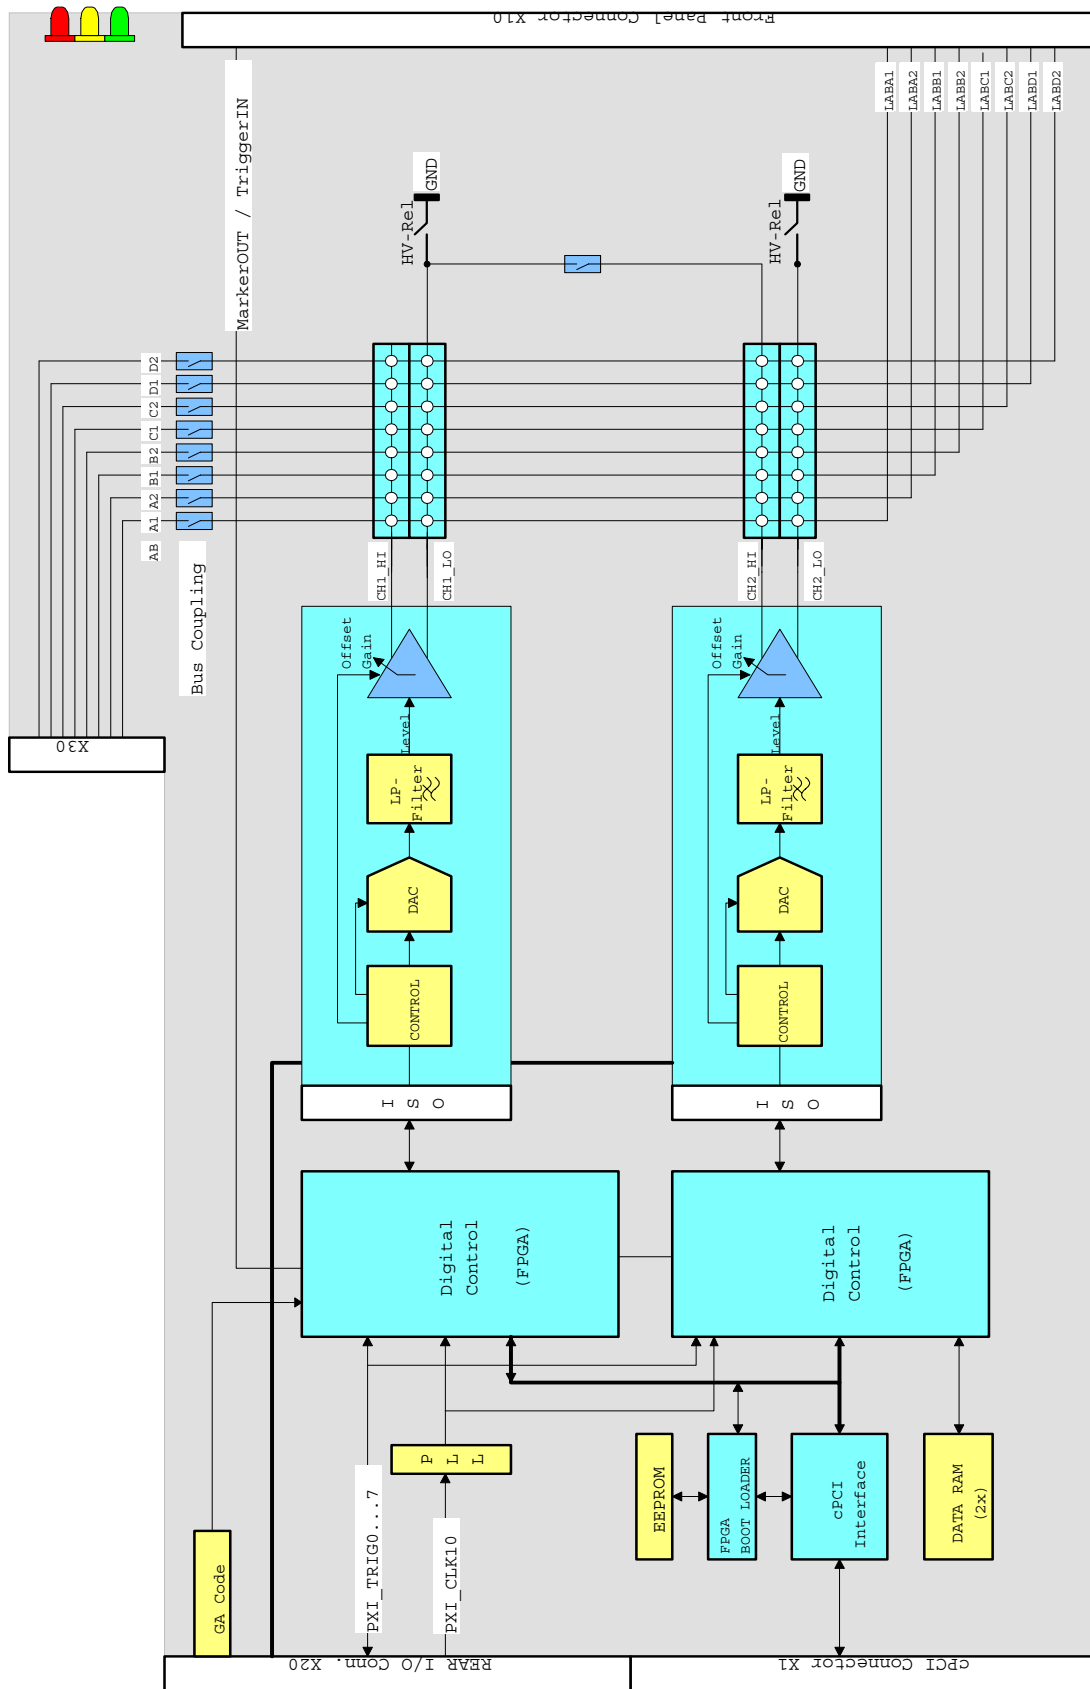 Front Panel Connector X10
MarkerOUT / TriggerIN
LABA1
LABA2
LABB1
LABB2
LABC1
LABC2
LABD1
LABD2
GND
HV-Rel
GND
HV-Rel
D2
D1
C2
C1
B2
B1
A2
A1
AB
Bus Coupling
X30
CH1_HI
CH1_LO
CH2_HI
CH2_LO
Offset
Gain
Level
LP-
Filter
DAC
CONTROL
I S O
Offset
Gain
Level
LP-
Filter
DAC
CONTROL
I S O
Digital
Control
(FPGA)
Digital
Control
(FPGA)
P L L
PXI_TRIG0...7
PXI_CLK10
GA Code
EEPROM
FPGA
BOOT LOADER
cPCI
Interface
DATA RAM
(2x)
REAR I/O Conn. X20
cPCI Connector X1